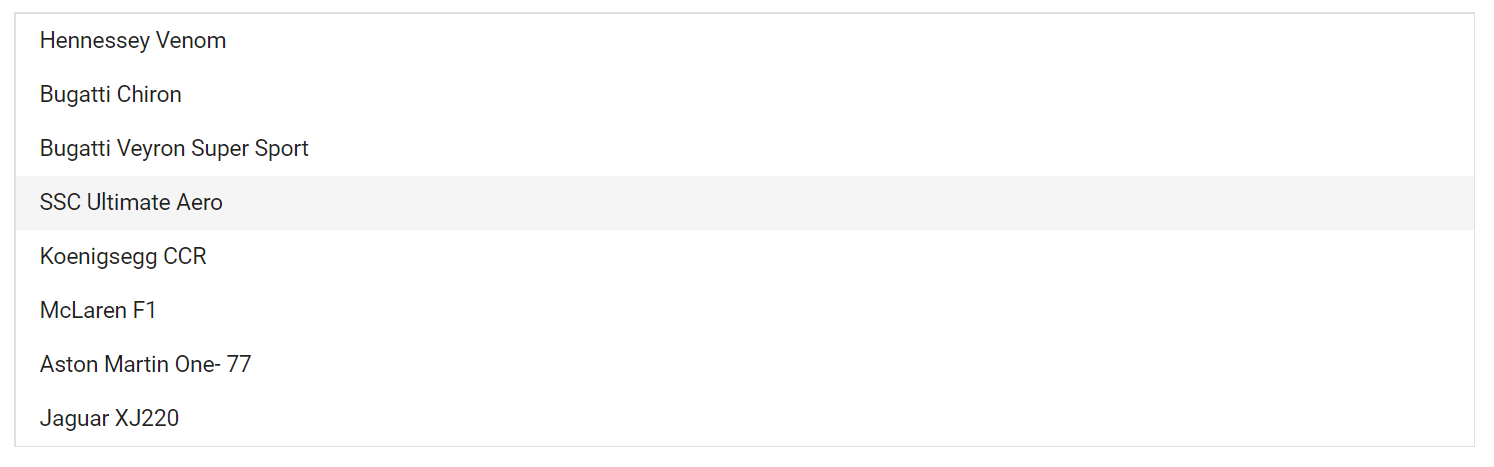 Hennessey Venom
Bugatti Chiron
Bugatti Veyron Super Sport
SSC Ultimate Aero
Koenigsegg CCR
McLaren F1
Aston Martin One- 77
Jaguar XJ220